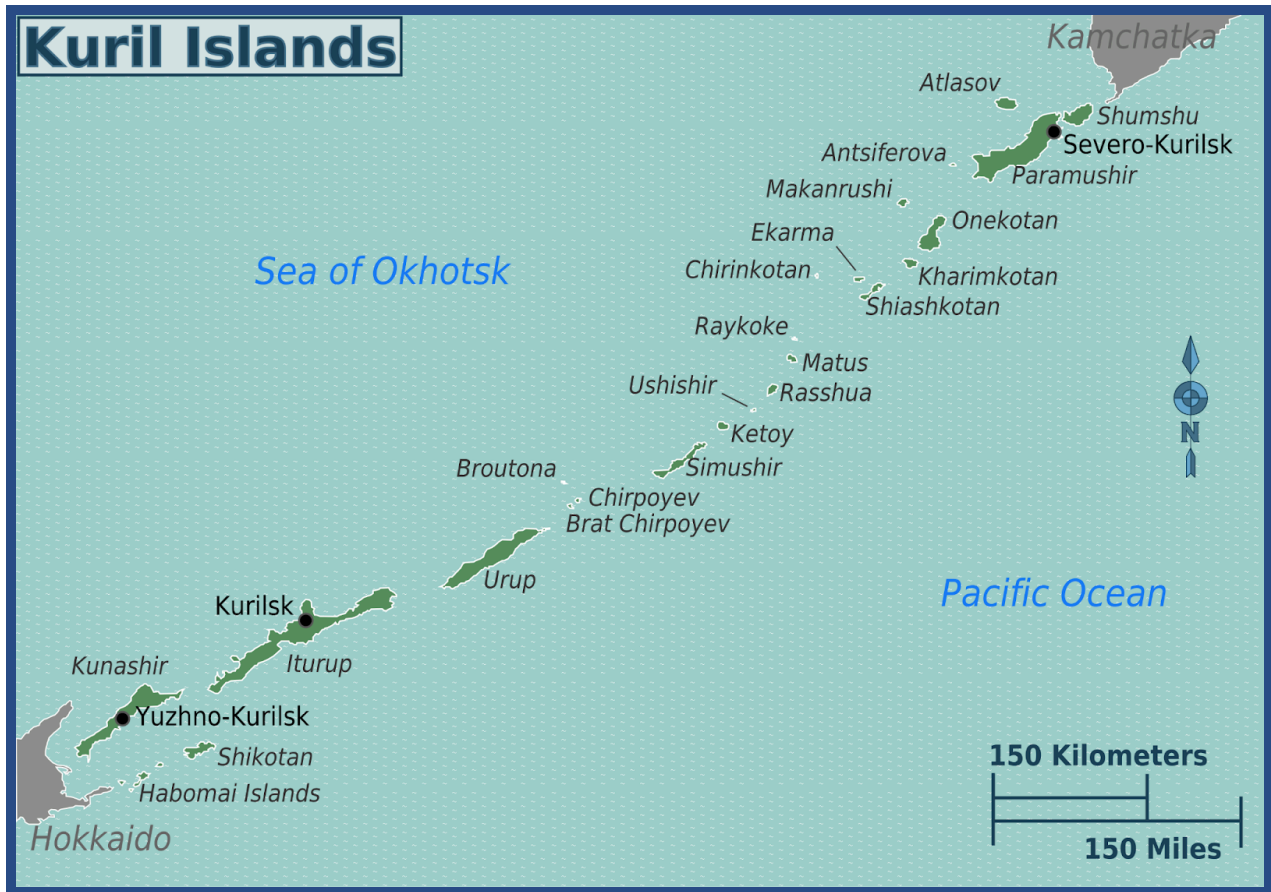 Kuril Islands
Kamchatka
Atlasov
Shumshu
Severo-Kurilsk
Antsiferova
Paramushir
Makanrushi
Onekotan
Ekarma
Sea of Okhotsk
Chirinkotan
Kharimkotan
Shiashkotan
Raykoke
Matus
Ushishir
Rasshua
Ketoy
N
Broutona
Simushir
Chirpoyev
Brat Chirpoyev
Urup
Pacific Ocean
Kurilsk
Iturup
Kunashir
Yuzhno-Kurilsk
Shikotan
150 Kilometers
Habomai Islands
Hokkaido
150 Miles